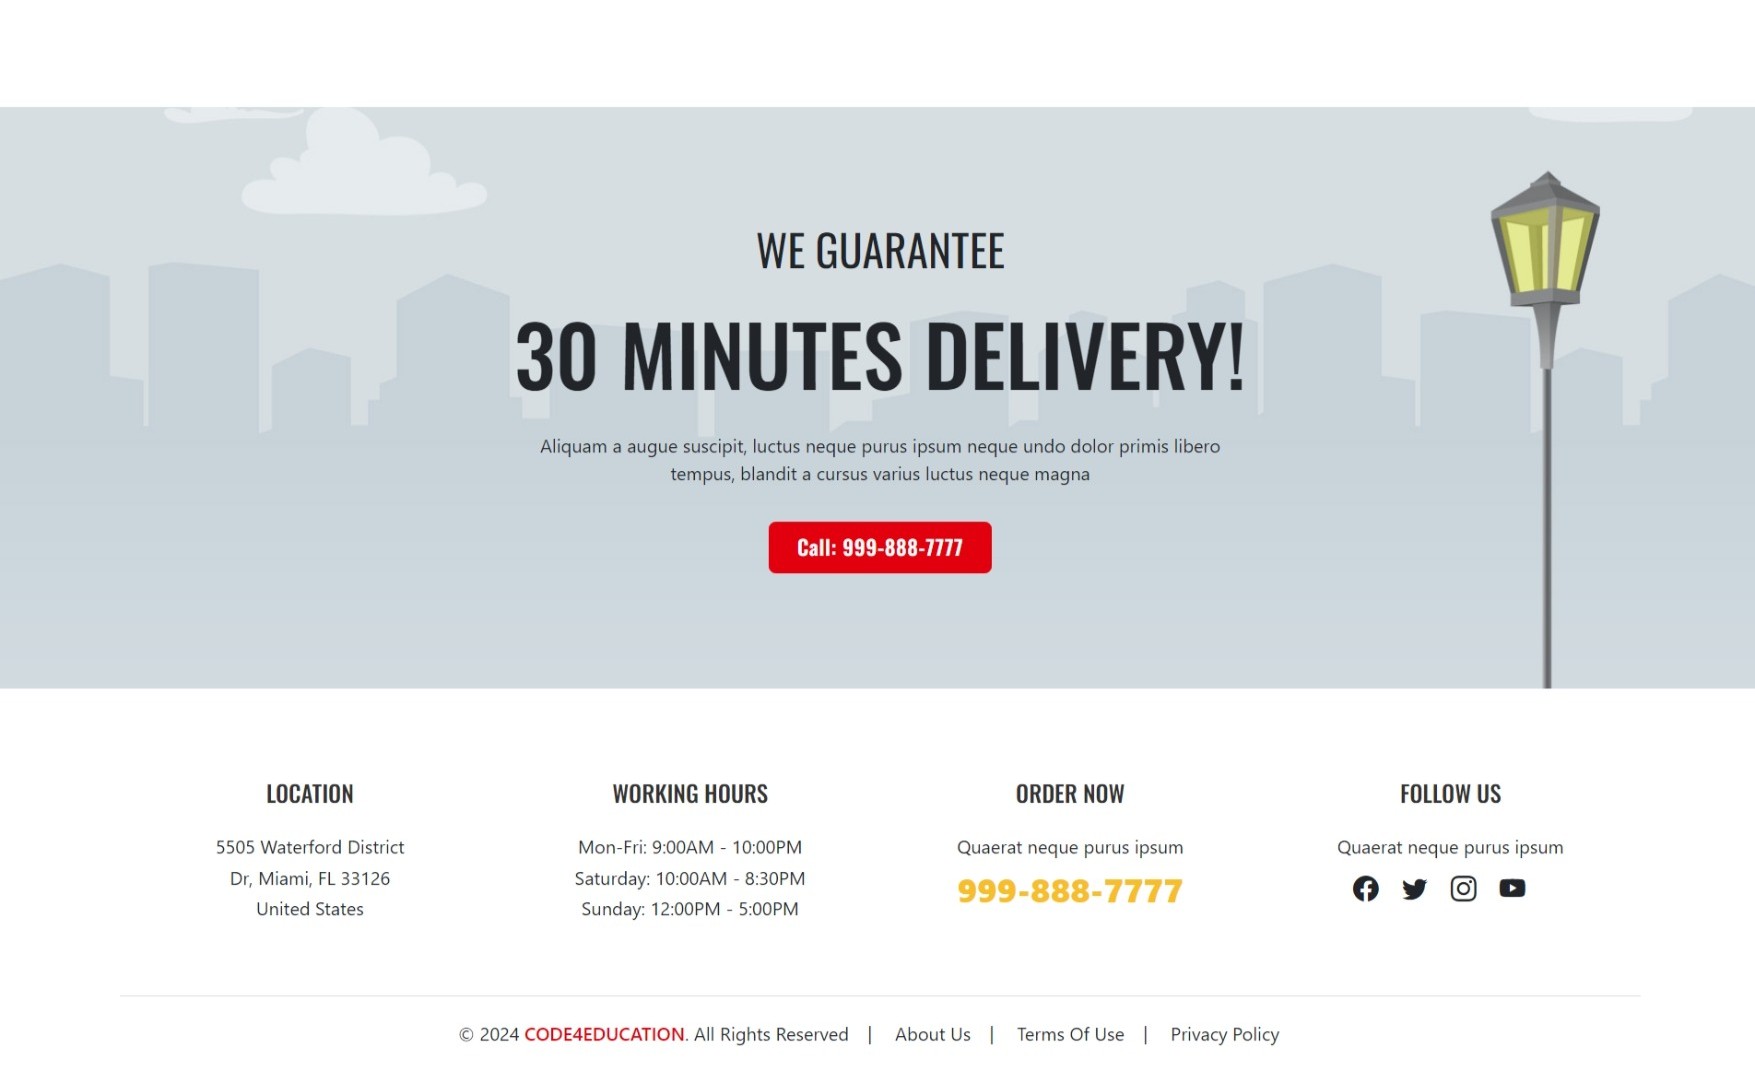 WE GUARANTEE
30 MINUTES DELIVERY!
Aliquam a augue suscipit, luctus neque purus ipsum neque undo dolor primis libero
tempus, blandit a cursus varius luctus neque magna
Call: 999-888-7777
LOCATION
5505 Waterford District
Dr, Miami, FL 33126
United States
WORKING HOURS
Mon-Fri: 9:00AM - 10:00PM
Saturday: 10:00AM - 8:30PM
Sunday: 12:00PM - 5:00PM
ORDER NOW
Quaerat neque purus ipsum
999-888-7777
FOLLOW US
Quaerat neque purus ipsum
© 2024 CODE4EDUCATION. All Rights Reserved | About Us | Terms Of Use | Privacy Policy